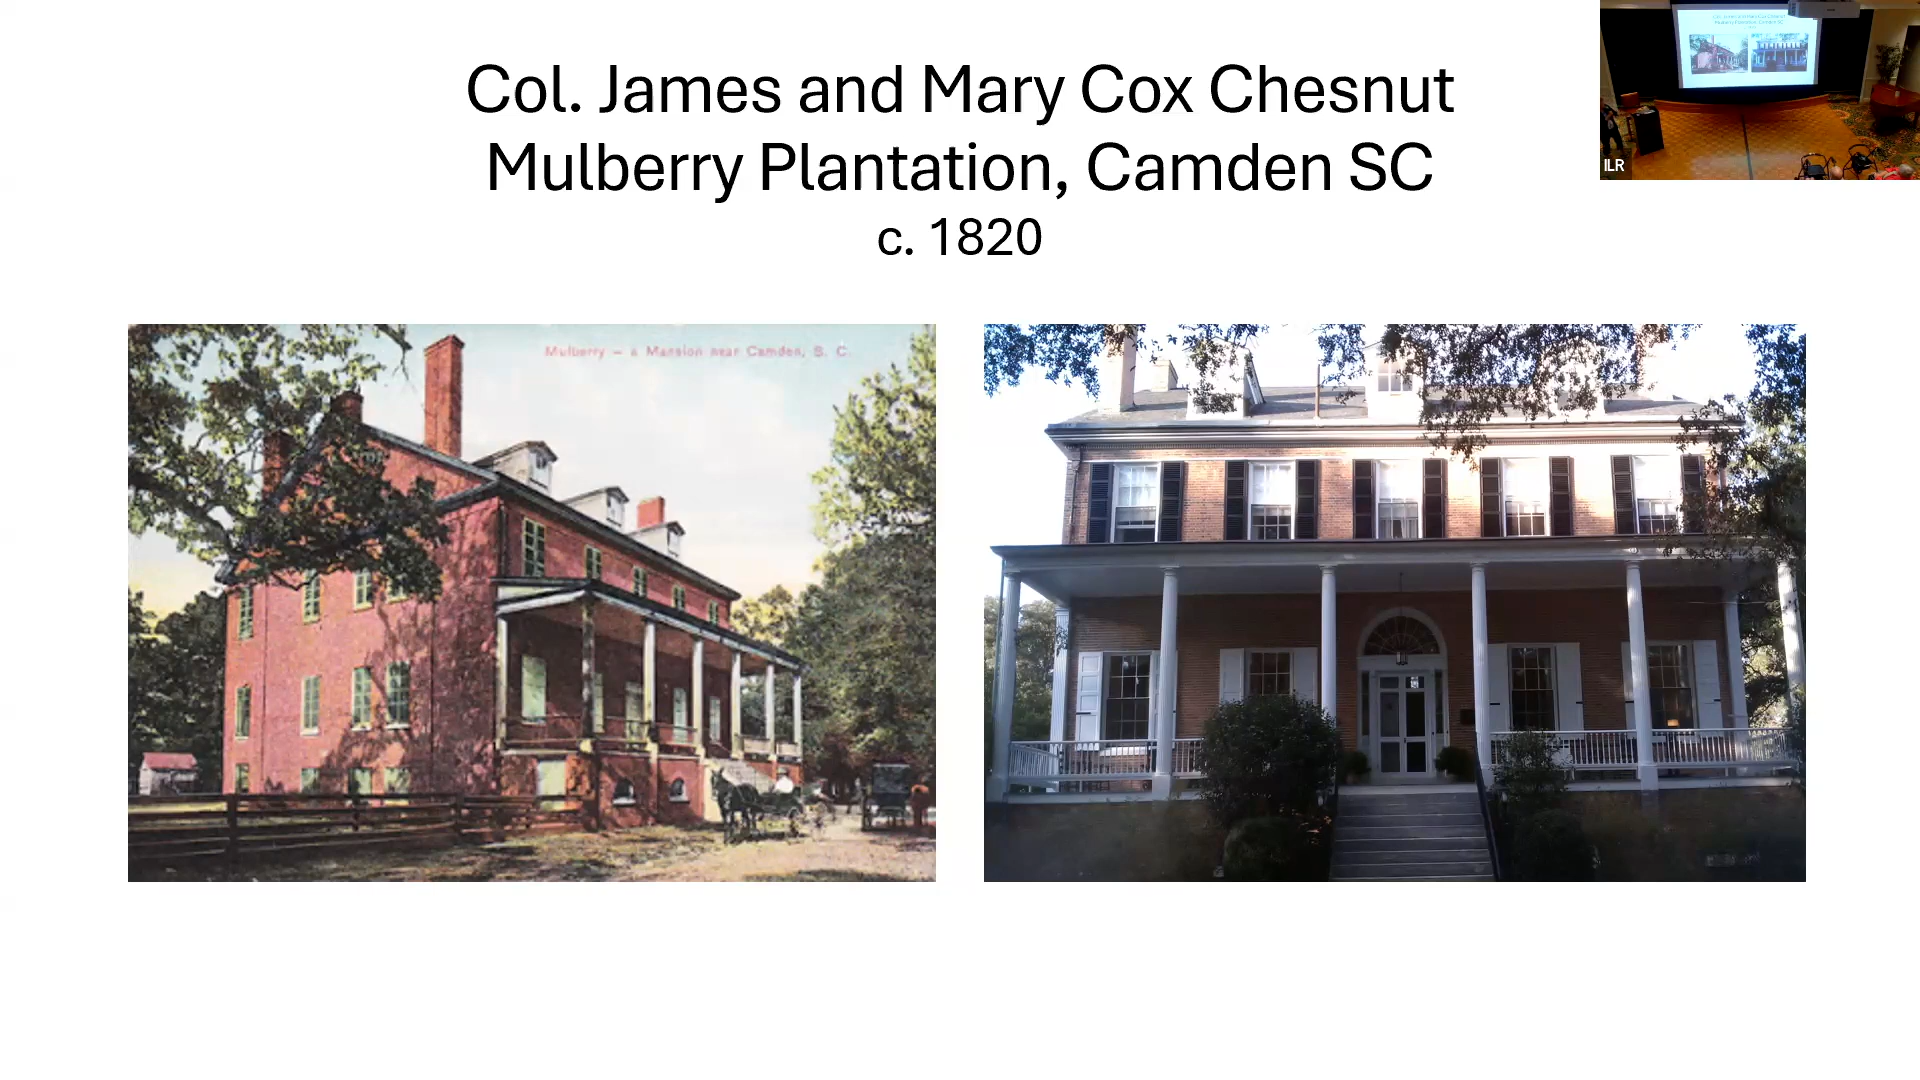 Col. James and Mary Cox Chesnut
Mulberry Plantation, Camden SC
c. 1820
ILR
Mulberry – a Mansion near Camden, S. C.